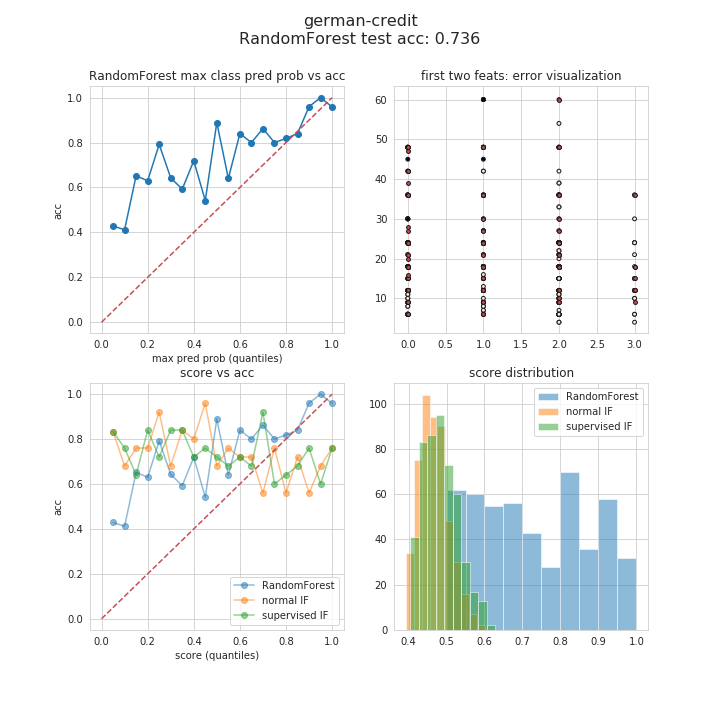 german-credit
RandomForest test acc: 0.736
RandomForest max class pred prob vs acc
1.0
0.8
0.6
0.4
0.2
0.0
acc
0.0 0.2 0.4 0.6 0.8 1.0
max pred prob (quantiles)
first two feats: error visualization
60
50
40
30
20
10
0.0 0.5 1.0 1.5 2.0 2.5 3.0
score vs acc
1.0
0.8
0.6
0.4
0.2
0.0
acc
RandomForest
normal IF
supervised IF
0.0 0.2 0.4 0.6 0.8 1.0
score (quantiles)
score distribution
RandomForest
normal IF
supervised IF
100
80
60
40
20
0
0.4 0.5 0.6 0.7 0.8 0.9 1.0